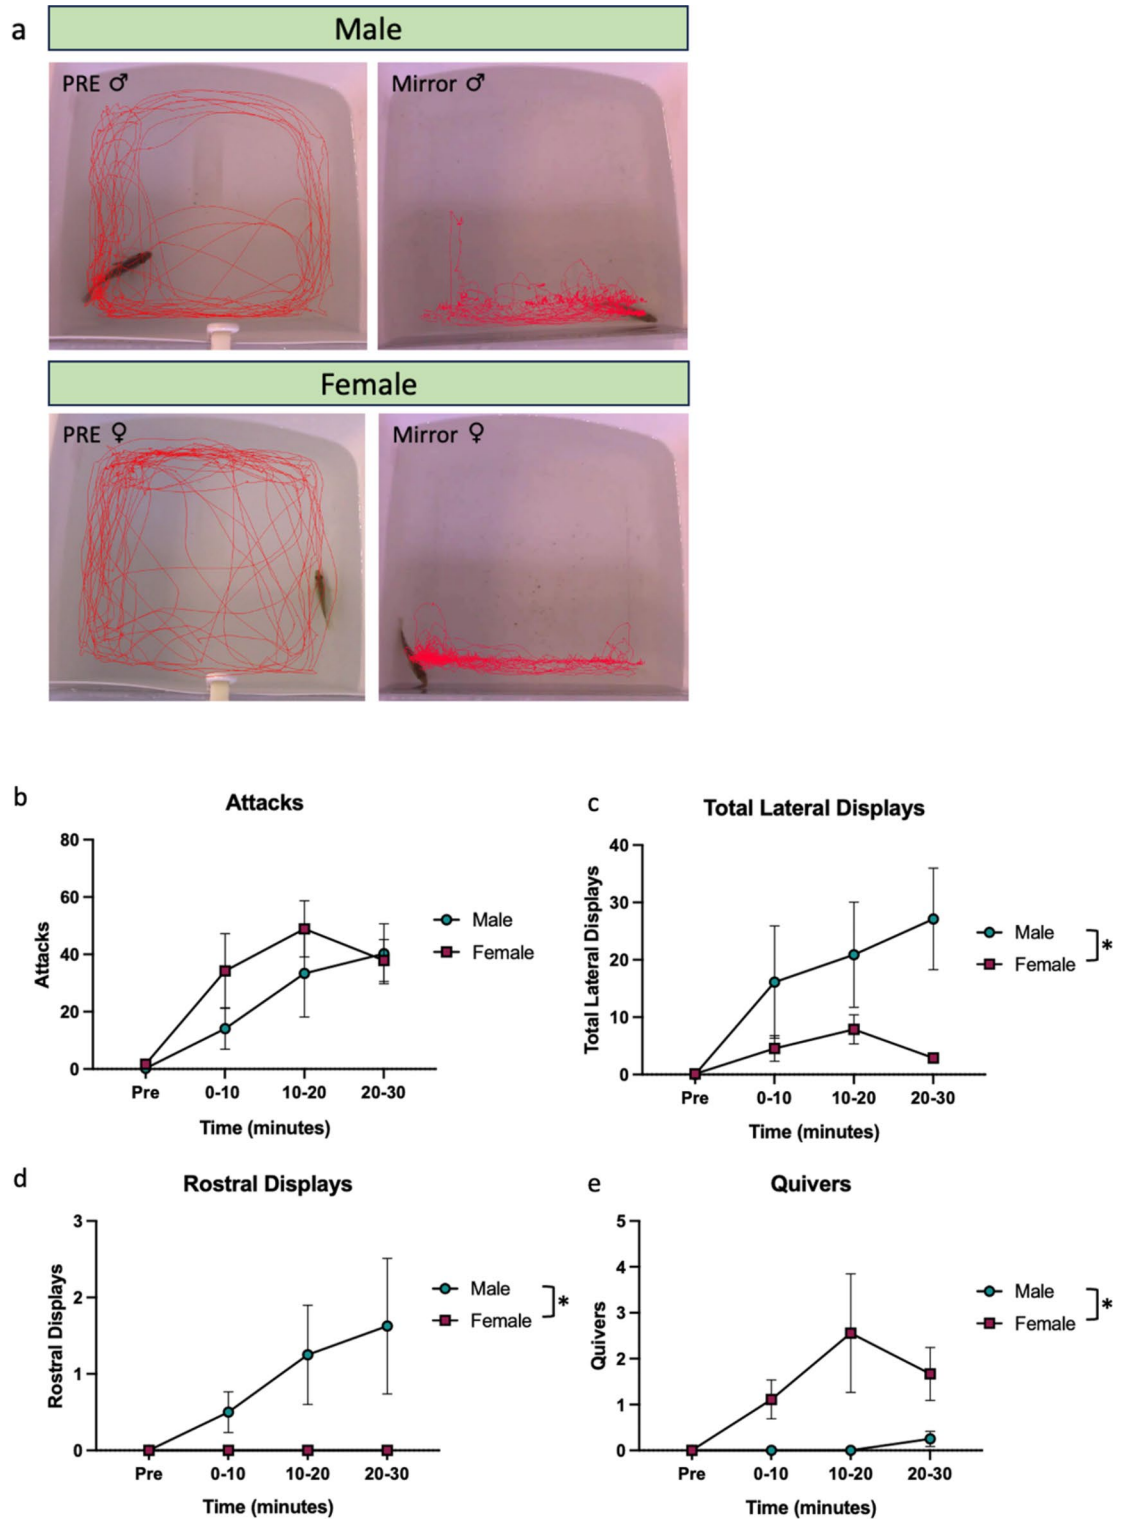 a
Male
PRE ♂
Mirror ♂
Female
PRE ♀
Mirror ♀
b
Attacks
80
60
40
20
0
Attacks
Pre
0-10
10-20
20-30
Time (minutes)
Male
Female
c
Total Lateral Displays
40
30
20
10
0
Total Lateral Displays
Pre
0-10
10-20
20-30
Time (minutes)
Male
Female
*
d
Rostral Displays
3
2
1
0
Rostral Displays
Pre
0-10
10-20
20-30
Time (minutes)
Male
Female
*
e
Quivers
5
4
3
2
1
0
Quivers
Pre
0-10
10-20
20-30
Time (minutes)
Male
Female
*